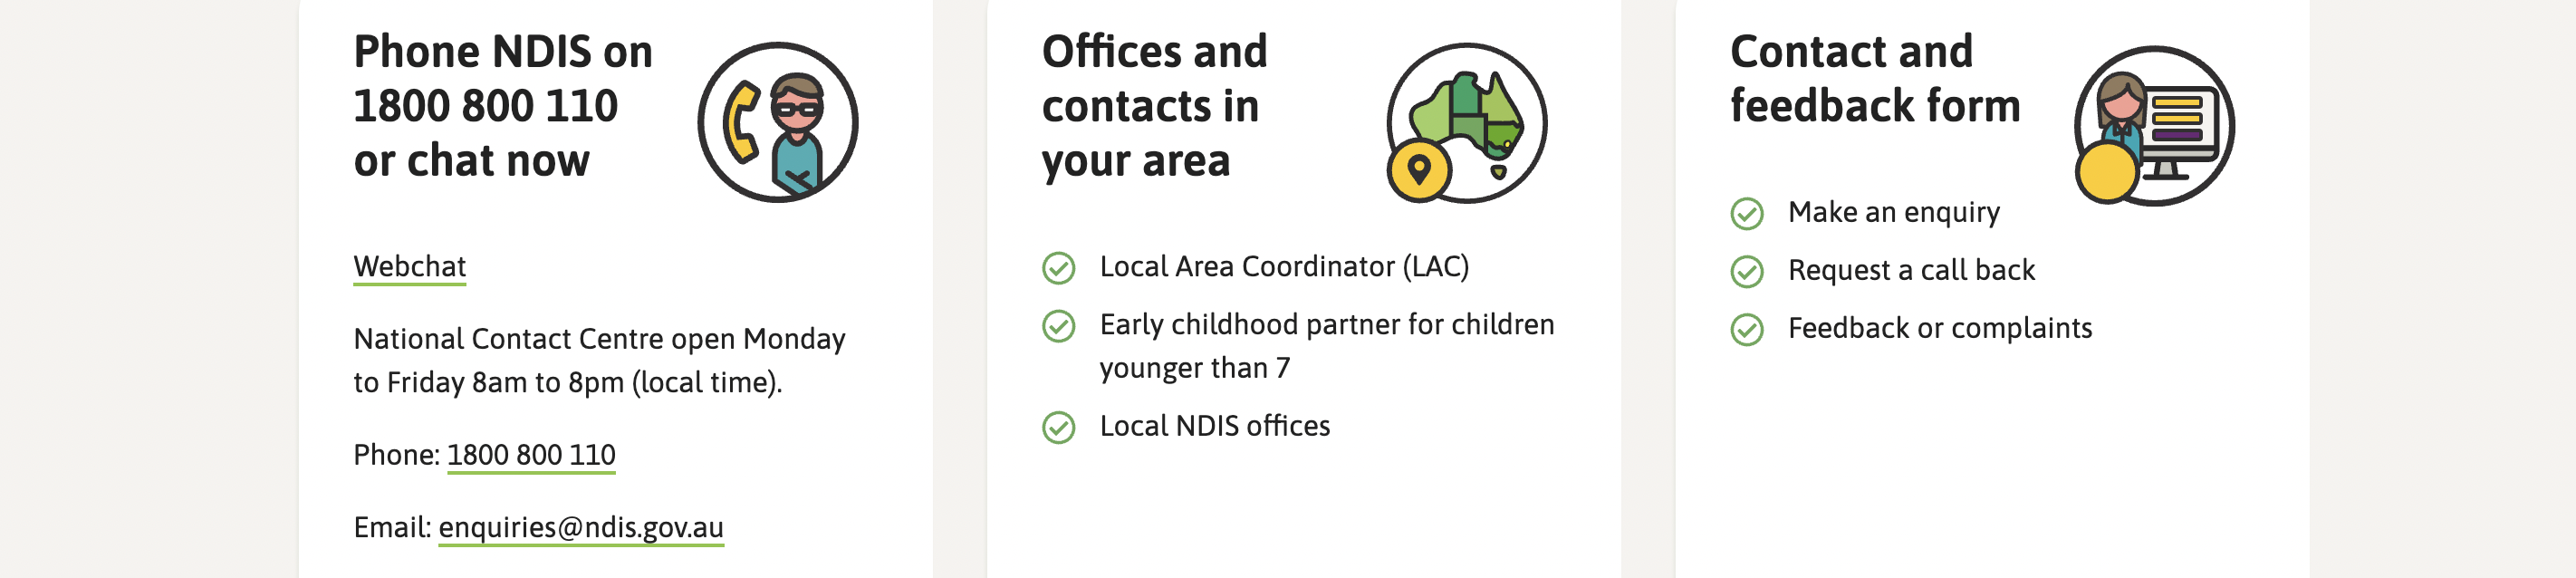 Phone NDIS on
1800 800 110
or chat now
Webchat
National Contact Centre open Monday
to Friday 8am to 8pm (local time).
Phone: 1800 800 110
Email: enquiries@ndis.gov.au
Offices and
contacts in
your area
Local Area Coordinator (LAC)
Early childhood partner for children
younger than 7
Local NDIS offices
Contact and
feedback form
Make an enquiry
Request a call back
Feedback or complaints